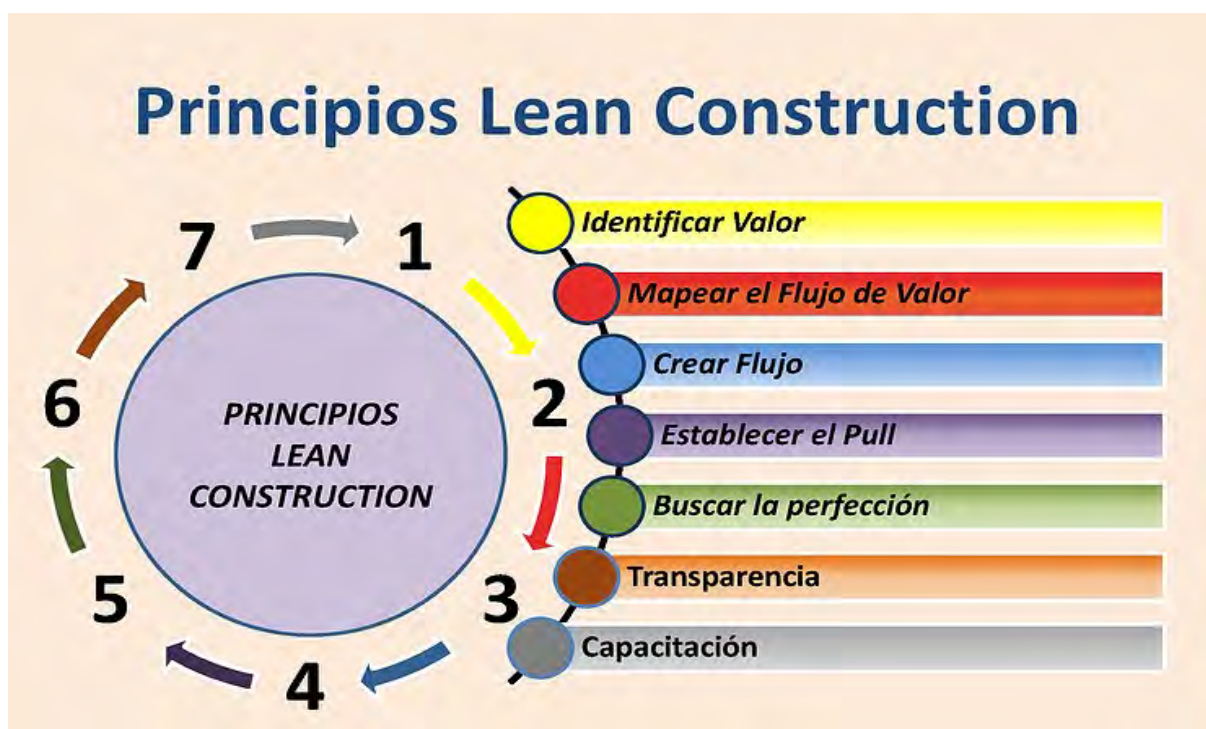 Principios Lean Construction
7
1
6
2
5
3
4
PRINCIPIOS
LEAN
CONSTRUCTION
Identificar Valor
Mapear el Flujo de Valor
Crear Flujo
Establecer el Pull
Buscar la perfección
Transparencia
Capacitación